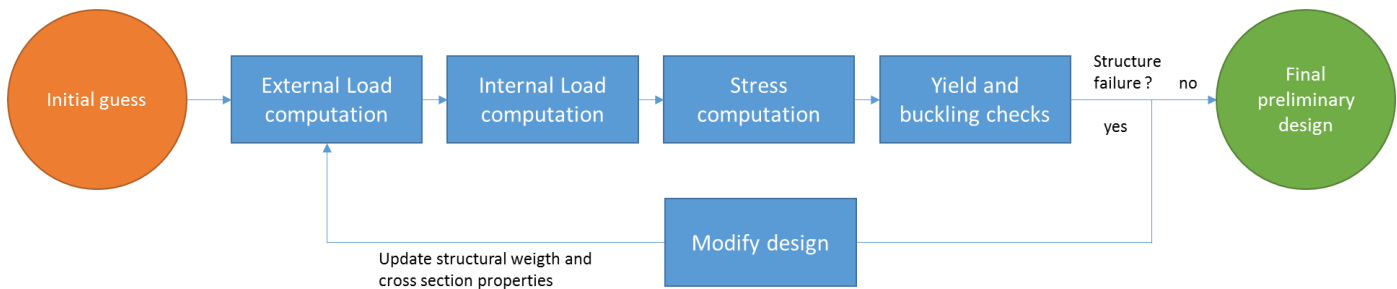 Initial guess
External Load
computation
Internal Load
computation
Stress
computation
Yield and
buckling checks
Structure
failure ?
no
yes
Final
preliminary
design
Modify design
Update structural weigth and
cross section properties